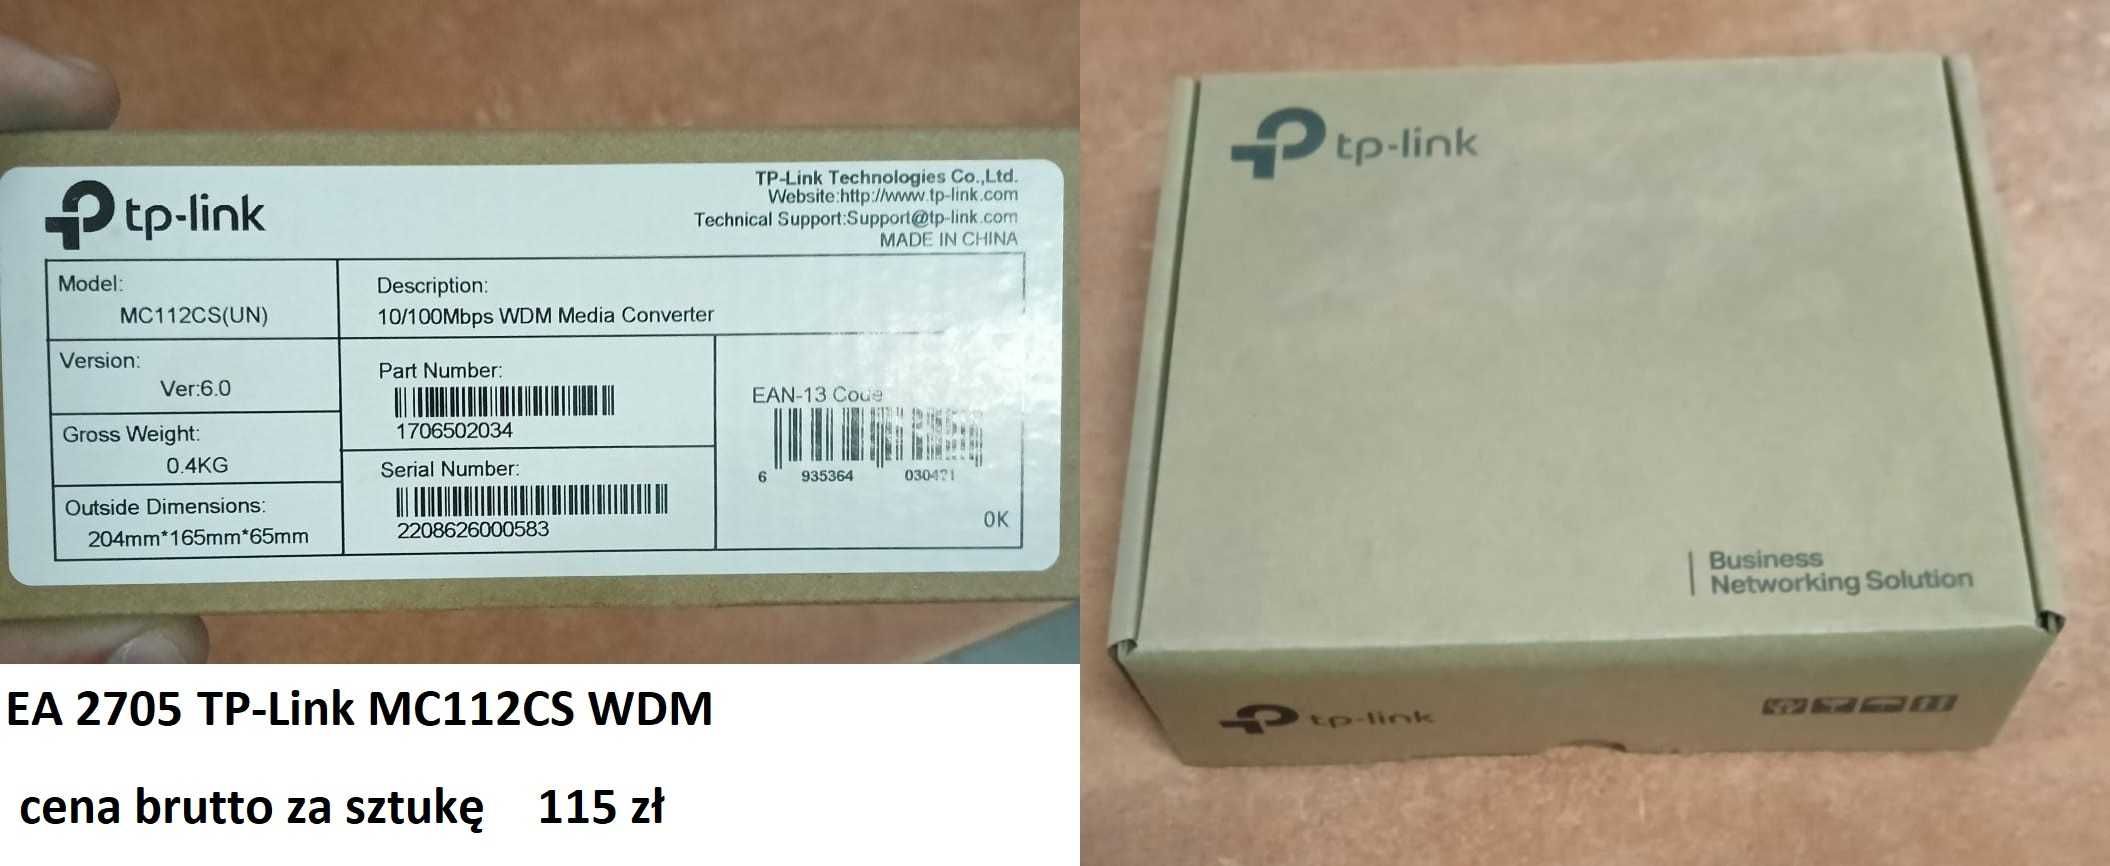 tp-link
TP-Link Technologies Co.,Ltd.
Website:http://www.tp-link.com
Technical Support:Support@tp-link.com
MADE IN CHINA
Model:
MC112CS(UN)
Description:
10/100Mbps WDM Media Converter
Version:
Ver:6.0
Gross Weight:
0.4KG
Outside Dimensions:
204mm*165mm*65mm
Part Number:
1706502034
Serial Number:
2208626000583
EAN-13 Code
6 935364
OK
EA 2705 TP-Link MC112CS WDM
cena brutto za sztukę 115 zł
tp-link
Business
Networking Solution
tp-link